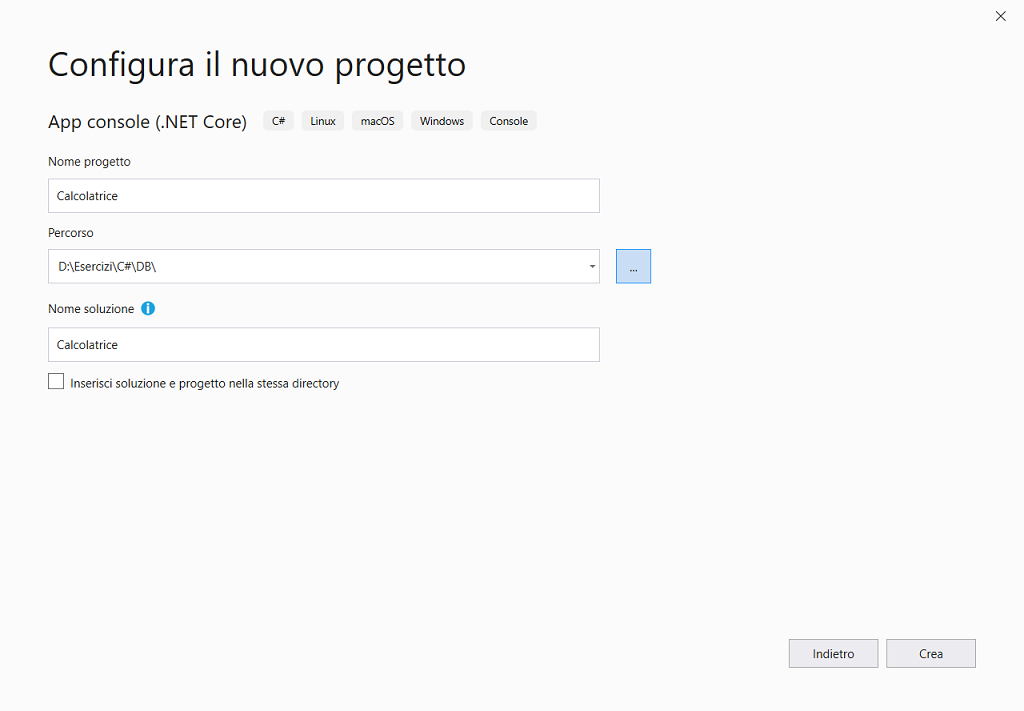 Configura il nuovo progetto
App console (.NET Core) C# Linux macOS Windows Console
Nome progetto
Calcolatrice
Percorso
D:\Esercizi\C#\DB\
...
Nome soluzione
Calcolatrice
Inserisci soluzione e progetto nella stessa directory
Indietro Crea